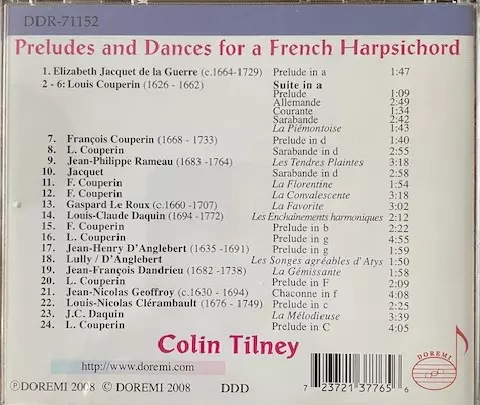 DDR-71152
Preludes and Dances for a French Harpsichord
1. Elizabeth Jacquet de la Guerre (c.1664-1729) Prelude in a 1:47
2 - 6: Louis Couperin (1626 - 1662) Suite in a
Prelude 1:09
Allemande 2:49
Courante 1:34
Sarabande 2:42
La Piémontoise 1:43
7. François Couperin (1668 - 1733) Prelude in d 1:40
8. L. Couperin Sarabande in d 2:55
9. Jean-Philippe Rameau (1683 -1764) Les Tendres Plaintes 3:18
10. Jacquet Sarabande in d 2:58
11. F. Couperin La Florentine 1:54
12. F. Couperin La Convalescente 3:18
13. Gaspard Le Roux (c.1660 -1707) La Favorite 3:02
14. Louis-Claude Daquin (1694 -1772) Les Enchaînements harmoniques 2:12
15. F. Couperin Prelude in b 2:22
16. L. Couperin Prelude in g 4:55
17. Jean-Henry D'Anglebert (1635 -1691) Prelude in g 1:59
18. Lully / D'Anglebert Les Songes agréables d'Atys 1:50
19. Jean-François Dandrieu (1682 -1738) La Gémissante 1:58
20. L. Couperin Prelude in F 2:09
21. Jean-Nicolas Geoffroy (c.1630 - 1694) Chaconne in f 4:08
22. Louis-Nicolas Clérambault (1676 - 1749) Prelude in c 2:25
23. J.C. Daquin La Mélodieuse 3:39
24. L. Couperin Prelude in C 4:05
Colin Tilney
http://www.doremi.com
Ⓟ DOREMI 2008 © DOREMI 2008 DDD
7 23721 37765 6
DOREMI